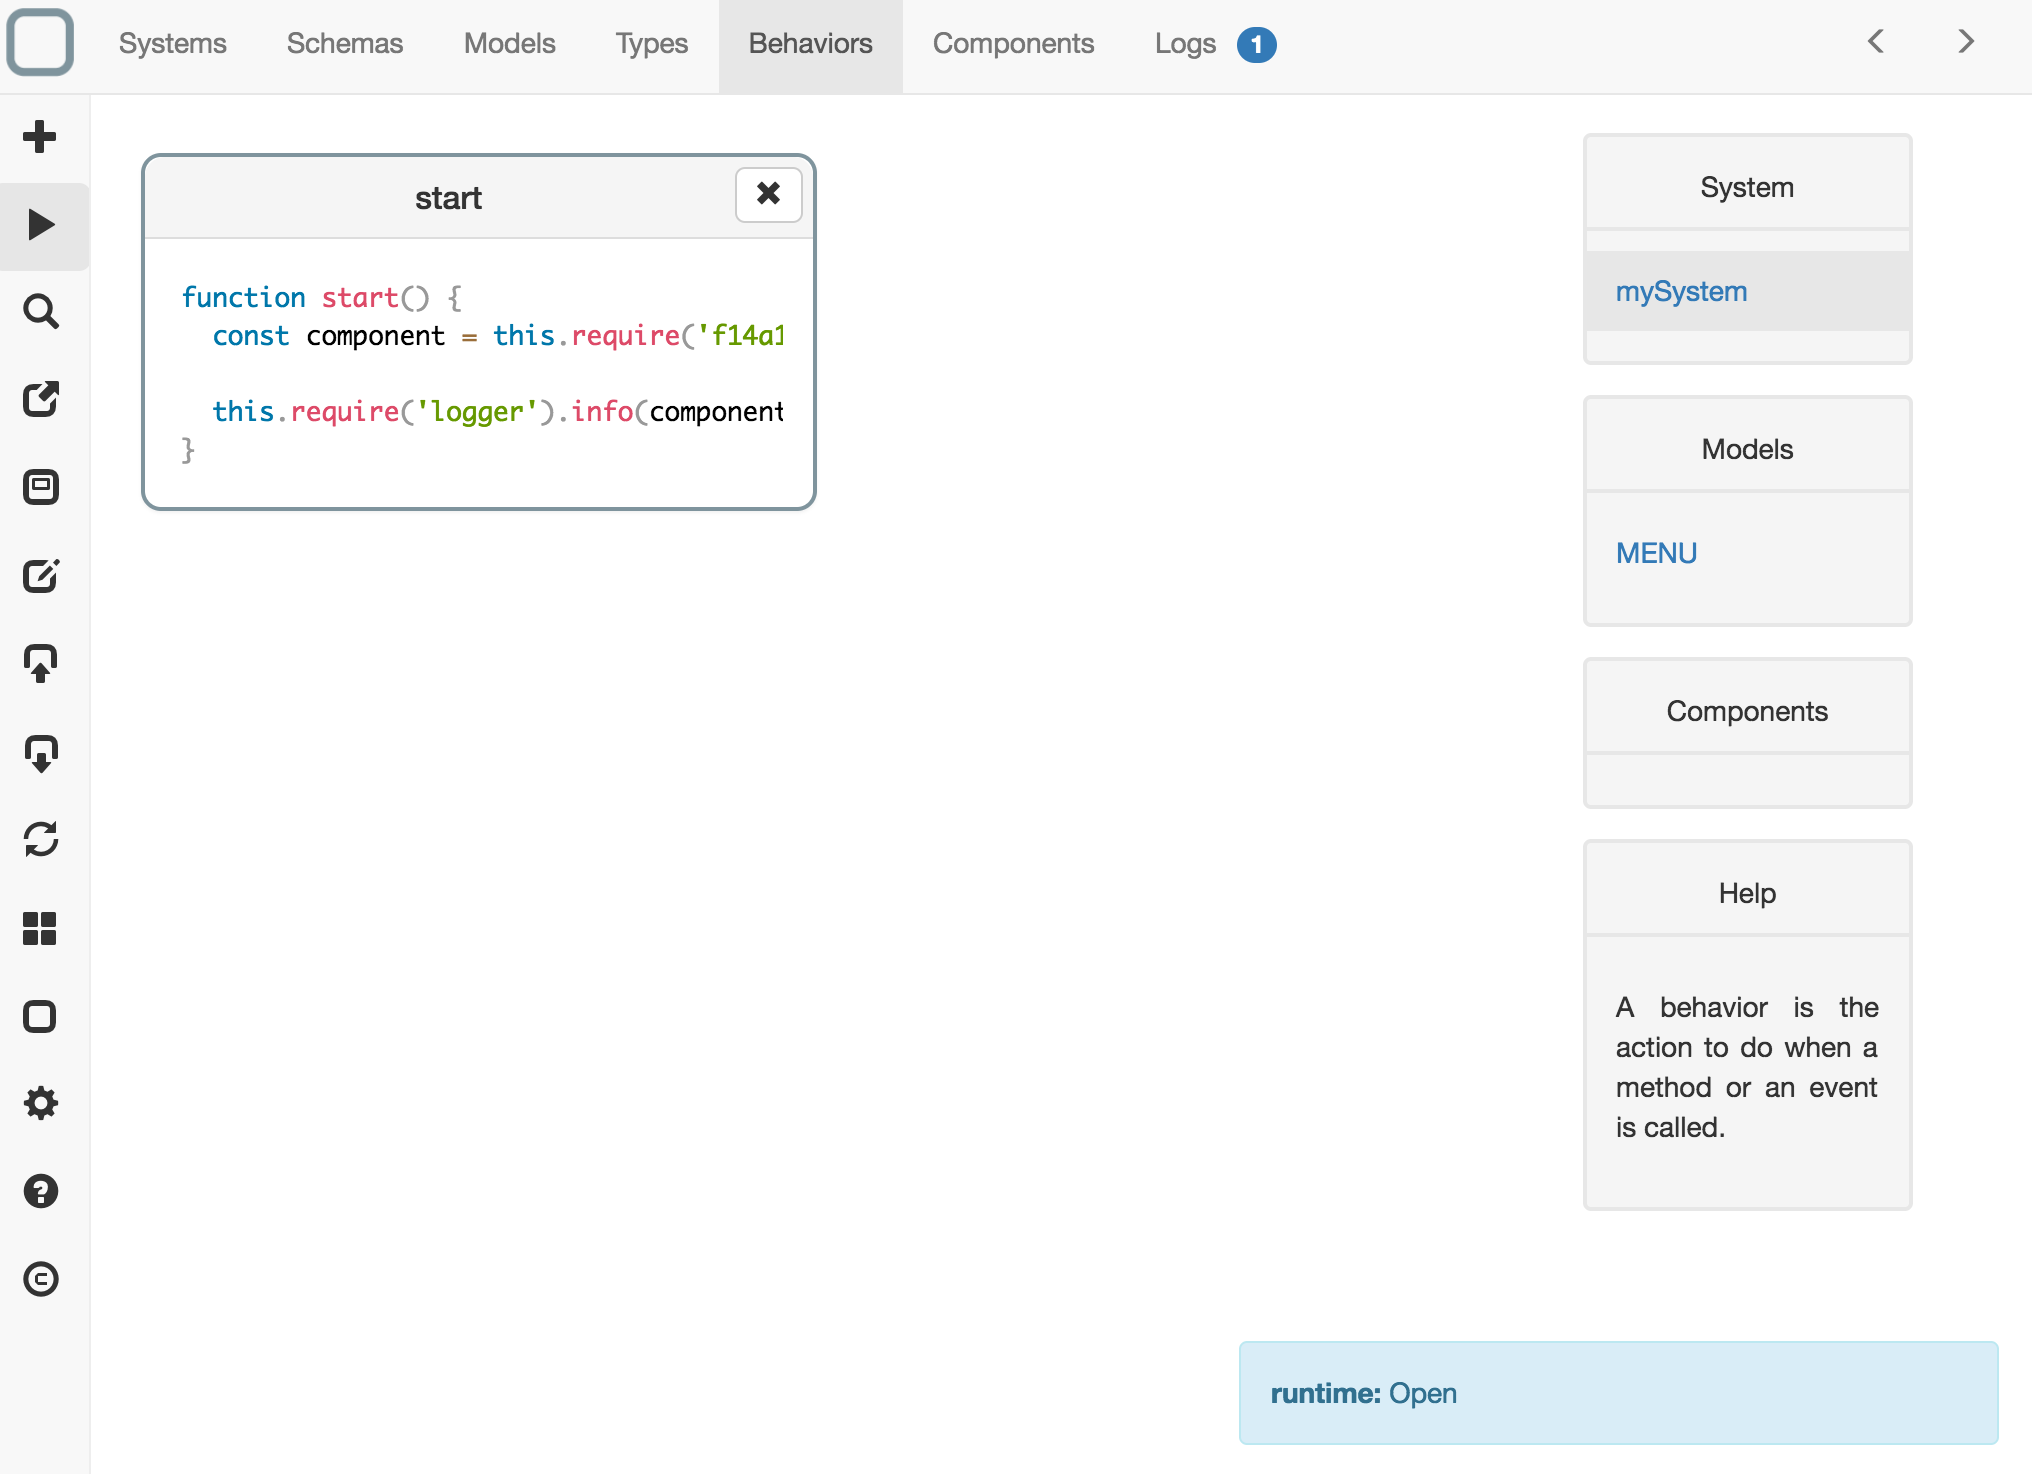 Systems Schemas Models Types Behaviors Components Logs 1
start
function start() {
const component = this.require('f14a1
this.require('logger').info(component
}
System
mySystem
Models
MENU
Components
Help
A behavior is the
action to do when a
method or an event
is called.
runtime: Open